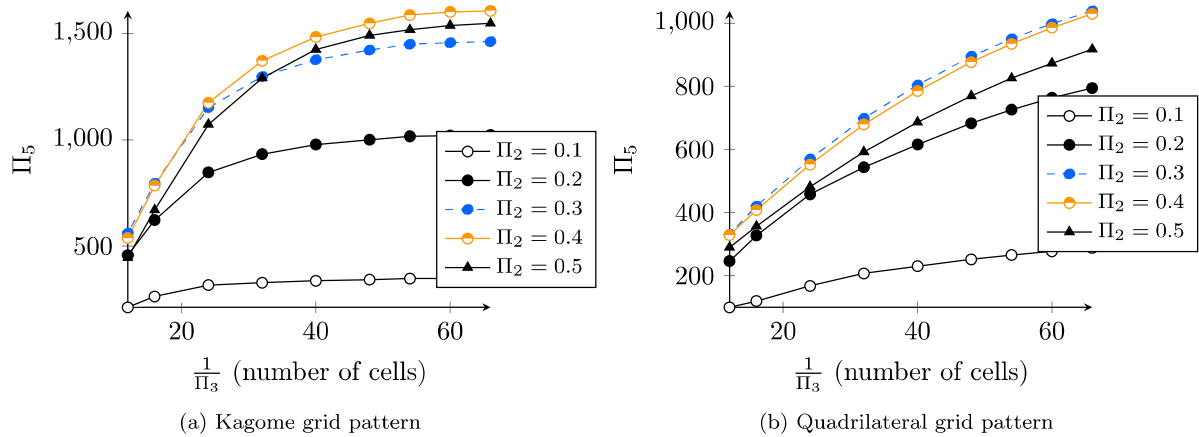 1,500
1,000
500
Π5
20 40 60
1/Π3 (number of cells)
Π2 = 0.1
Π2 = 0.2
Π2 = 0.3
Π2 = 0.4
Π2 = 0.5
(a) Kagome grid pattern
1,000
800
600
400
200
Π5
20 40 60
1/Π3 (number of cells)
Π2 = 0.1
Π2 = 0.2
Π2 = 0.3
Π2 = 0.4
Π2 = 0.5
(b) Quadrilateral grid pattern